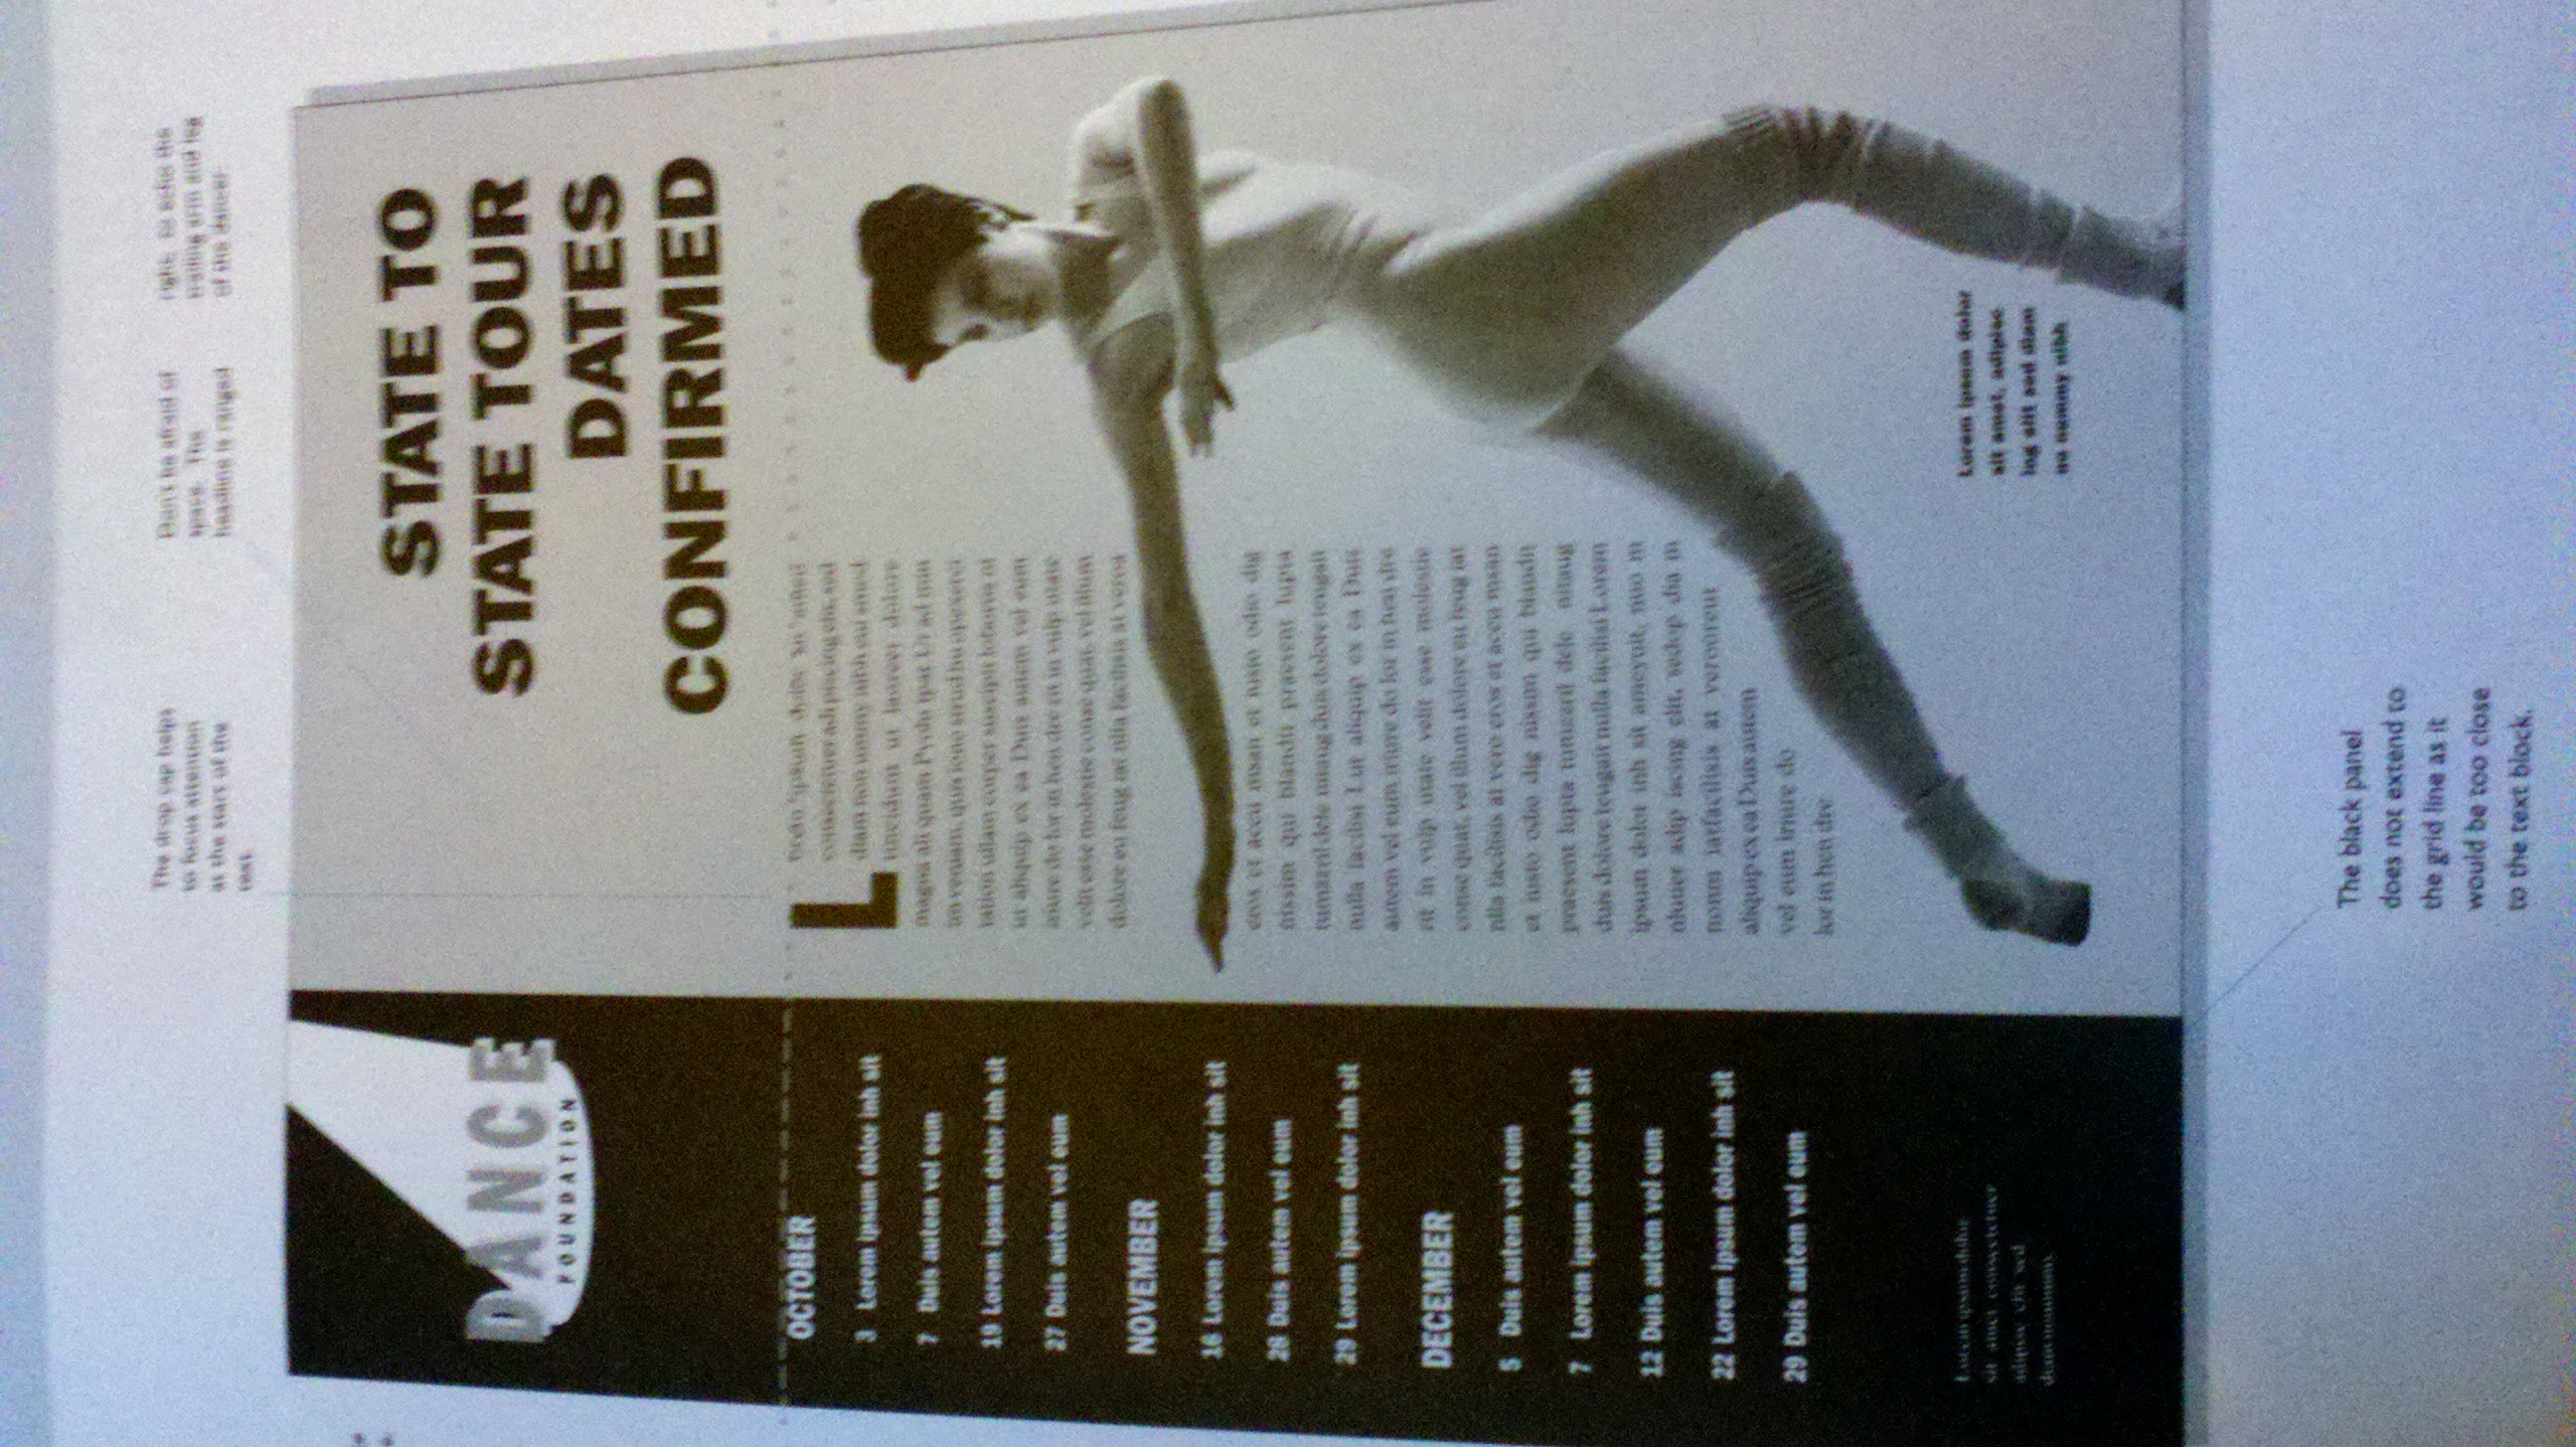 The drop cap helps
to focus attention
at the start of the
text.
Don't be afraid of
space. The
headline is ranged
right, to echo the
trailing arm and leg
of the dancer.
DANCE
FOUNDATION
STATE TO
STATE TOUR
DATES
CONFIRMED
OCTOBER
3 Lorem ipsum dolor inh sit
7 Duis autem vel eum
19 Lorem ipsum dolor inh sit
27 Duis autem vel eum
NOVEMBER
16 Lorem ipsum dolor inh sit
28 Duis autem vel eum
29 Lorem ipsum dolor inh sit
DECEMBER
5 Duis autem vel eum
7 Lorem ipsum dolor inh sit
12 Duis autem vel eum
22 Lorem ipsum dolor inh sit
29 Duis autem vel eum
Lorem ipsum dolor
sit amet consectetuer
adipisc elit sed
diam nonummy
Lorem ipsum dolor sit amet
consectetuer adi piscing elit, sed
diam non ummy nibh eui smod
tincidunt ut laoreet dolore
magna ali quam Ut ad min
im veniam, quis strud
tation ullam corper suscipit lobortis nl
ut aliquip ex ea Duis autem vel eum
iriure do lor in hen dre rit in vulp utate
velit esse molestie conse quat, vel illum
dolore eu feug iat nlla facilisis at veroa
eros et accu msan et iusto odio dig
nissim qui blandit praesent lupta
tumzzril dele nitaug duis dolore teugait
nulla facilisi Lut aliquip ex ea Duis
autem vel eum iriure do lor in hen dre
rit in vulp utate velit esse molestie
conse quat, vel illum dolore eu feug iat
nlla facilisis at vero eros et accu msan
et iusto odio dig nissim qui blandit
praesent lupta tumzzril dele nitaug
duis dolore teugait nulla facilisi Lorem
ipsum dolor inh sit nuo m
adip iscing elit, sedop dia m
nonm at
aliquip ex ea Duis autem
vel eum iriure do
lor in hen dre
Lorem ipsum dolor
sit amet, adipisc
ing elit sed diam
no nummy nibh
The black panel
does not extend to
the grid line as it
would be too close
to the text block.